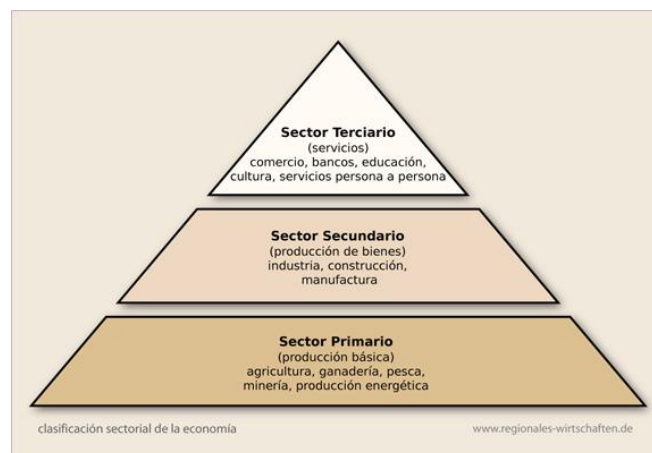 Sector Terciario
(servicios)
comercio, bancos, educación,
cultura, servicios persona a persona
Sector Secundario
(producción de bienes)
industria, construcción,
manufactura
Sector Primario
(producción básica)
agricultura, ganadería, pesca,
minería, producción energética
clasificación sectorial de la economía
www.regionales-wirtschaften.de